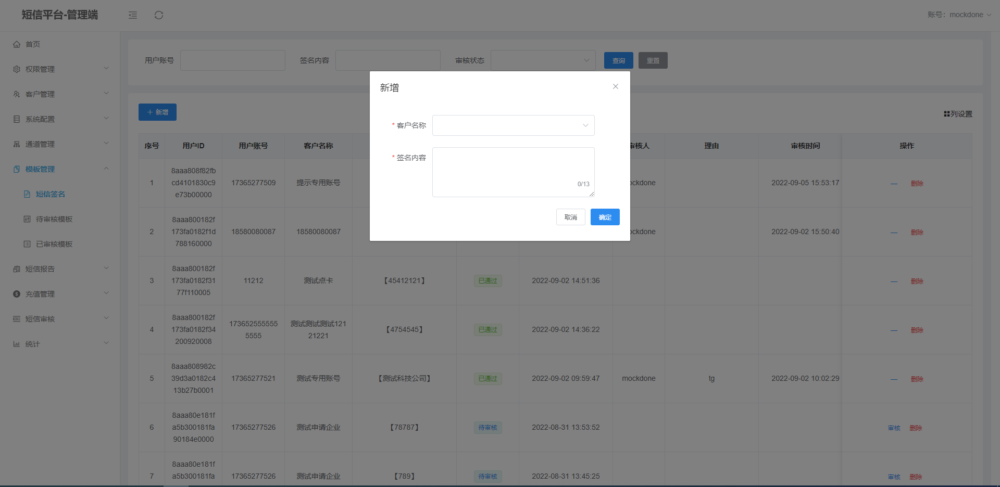 短信平台-管理端
账号：mockdone
首页
权限管理
客户管理
系统配置
通道管理
模板管理
短信签名
待审核模板
已审核模板
短信报告
充值管理
短信审核
统计
用户账号
签名内容
审核状态
查询
重置
新增
列设置
新增
* 客户名称
* 签名内容
0/13
取消
确定
序号 用户ID 用户账号 客户名称 审核人 理由 审核时间 操作
1 8aaa808f82fb
cd4101830c9
e73b00000 17365277509 提示专用账号 ockdone 2022-09-05 15:53:17 — 删除
2 8aaa800182f
173fa0182f1d
788160000 18580080087 18580080087 ockdone 2022-09-02 15:50:40 — 删除
3 8aaa800182f
173fa0182f31
77f110005 11212 测试点卡 【45412121】 已通过 2022-09-02 14:51:36 — 删除
4 8aaa800182f
173fa0182f34
200920008 173652555555
5555 测试测试测试121
21221 【4754545】 已通过 2022-09-02 14:36:22 — 删除
5 8aaa808982c
39d3a0182c4
13b27b0001 17365277521 测试专用账号 【测试科技公司】 已通过 2022-09-02 09:59:47 mockdone tg 2022-09-02 10:02:29 — 删除
6 8aaa80e181f
a5b300181fa
90184e0000 17365277526 测试申请企业 【78787】 待审核 2022-08-31 13:53:52 审核 删除
7 8aaa80e181f
a5b300181fa 17365277526 测试申请企业 【789】 待审核 2022-08-31 13:45:25 审核 删除